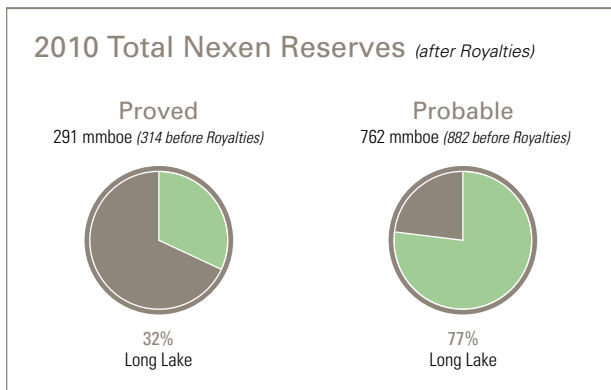 2010 Total Nexen Reserves (after Royalties)
Proved
291 mmboe (314 before Royalties)
32%
Long Lake
Probable
762 mmboe (882 before Royalties)
77%
Long Lake